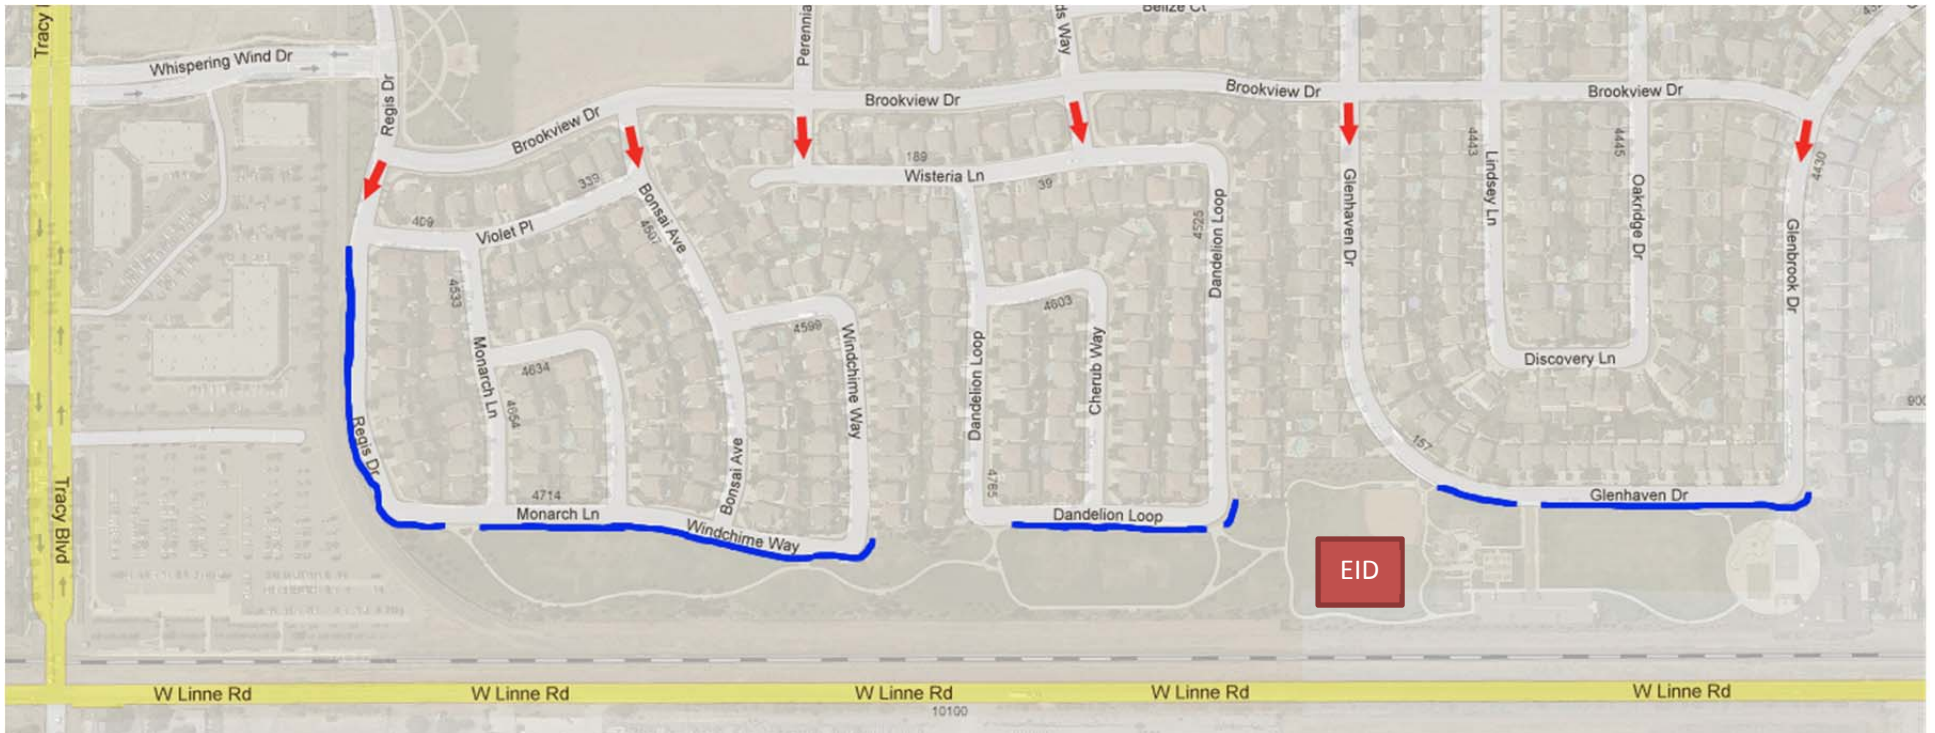 Tracy
Whispering Wind Dr
Regis Dr
Perennia
ds Way
Belize Ct
Brookview Dr
Brookview Dr
Brookview Dr
Brookview Dr
339
409
Violet Pl
Bonsai Ave
4507
189
Wisteria Ln
39
4525
Dandelion Loop
Glenhaven Dr
4443
Lindsey Ln
4445
Oakridge Dr
4430
Glenbrook Dr
4533
Monarch Ln
4634
4654
4599
Windchime Way
Dandelion Loop
4603
Cherub Way
Discovery Ln
900
Regis Dr
4714
Monarch Ln
Bonsai Ave
Windchime Way
4765
Dandelion Loop
157
Glenhaven Dr
Tracy Blvd
EID
W Linne Rd
W Linne Rd
W Linne Rd
W Linne Rd
W Linne Rd
10100